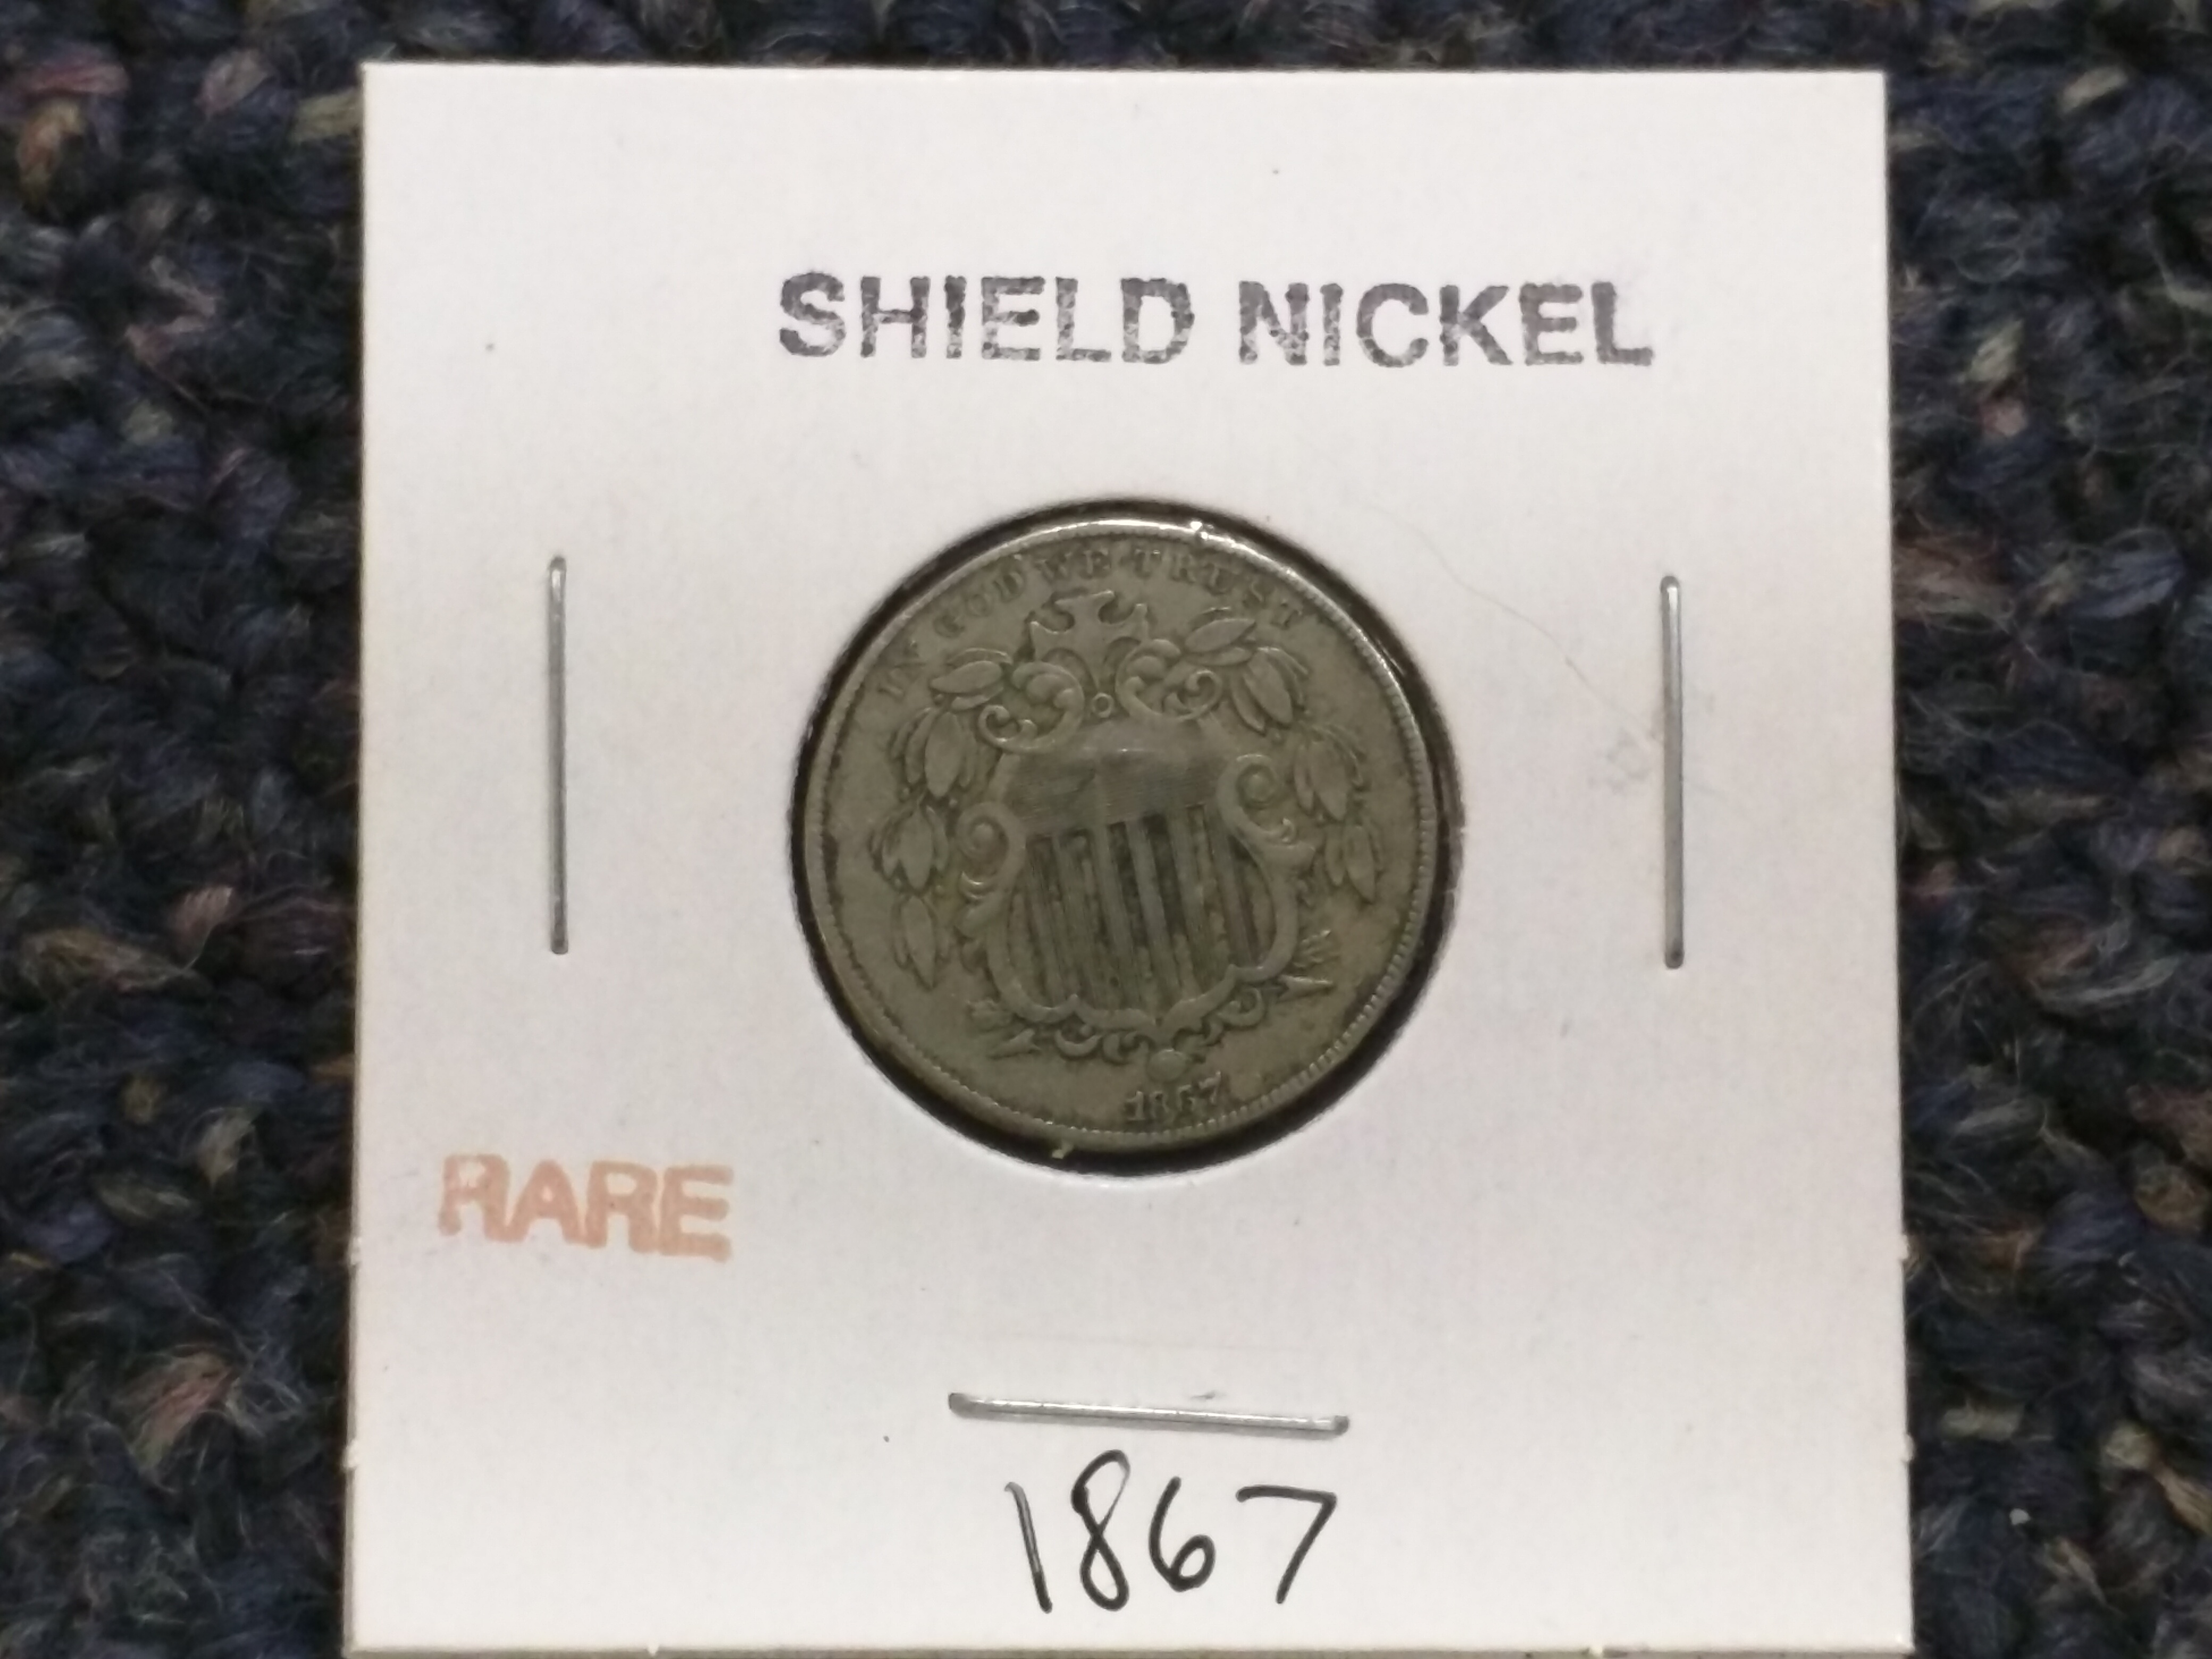 SHIELD NICKEL
IN GOD WE TRUST
1867
RARE
1867